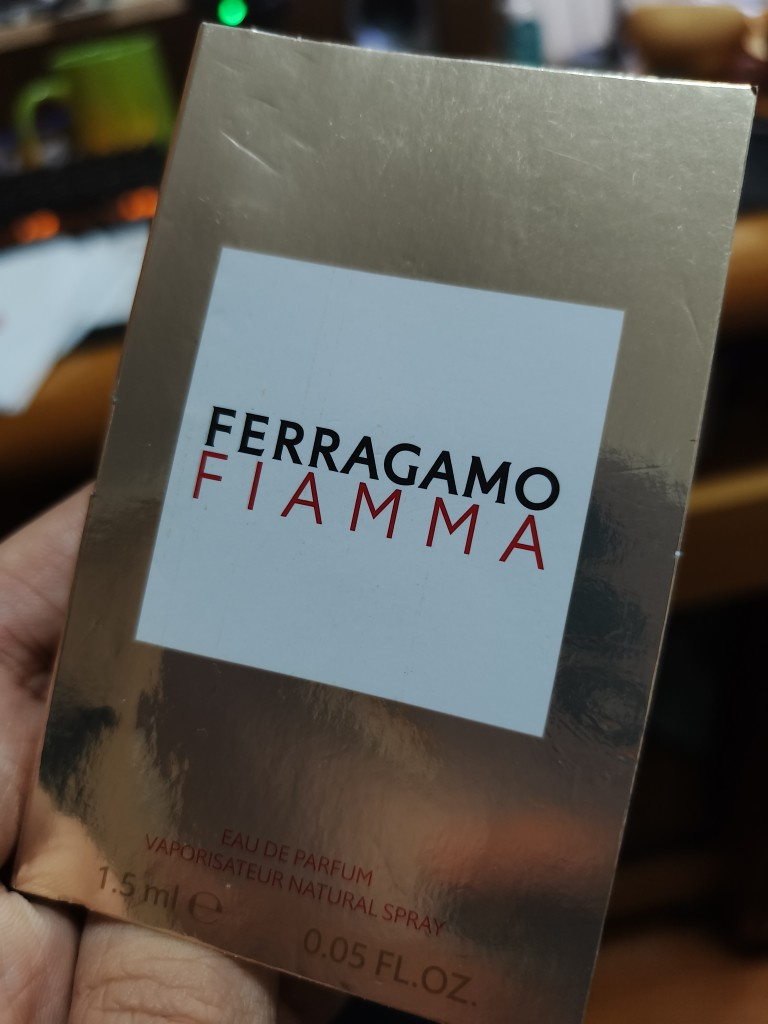 FERRAGAMO
FIAMMA
EAU DE PARFUM
VAPORISATEUR NATURAL SPRAY
1.5 ml ℮
0.05 FL.OZ.